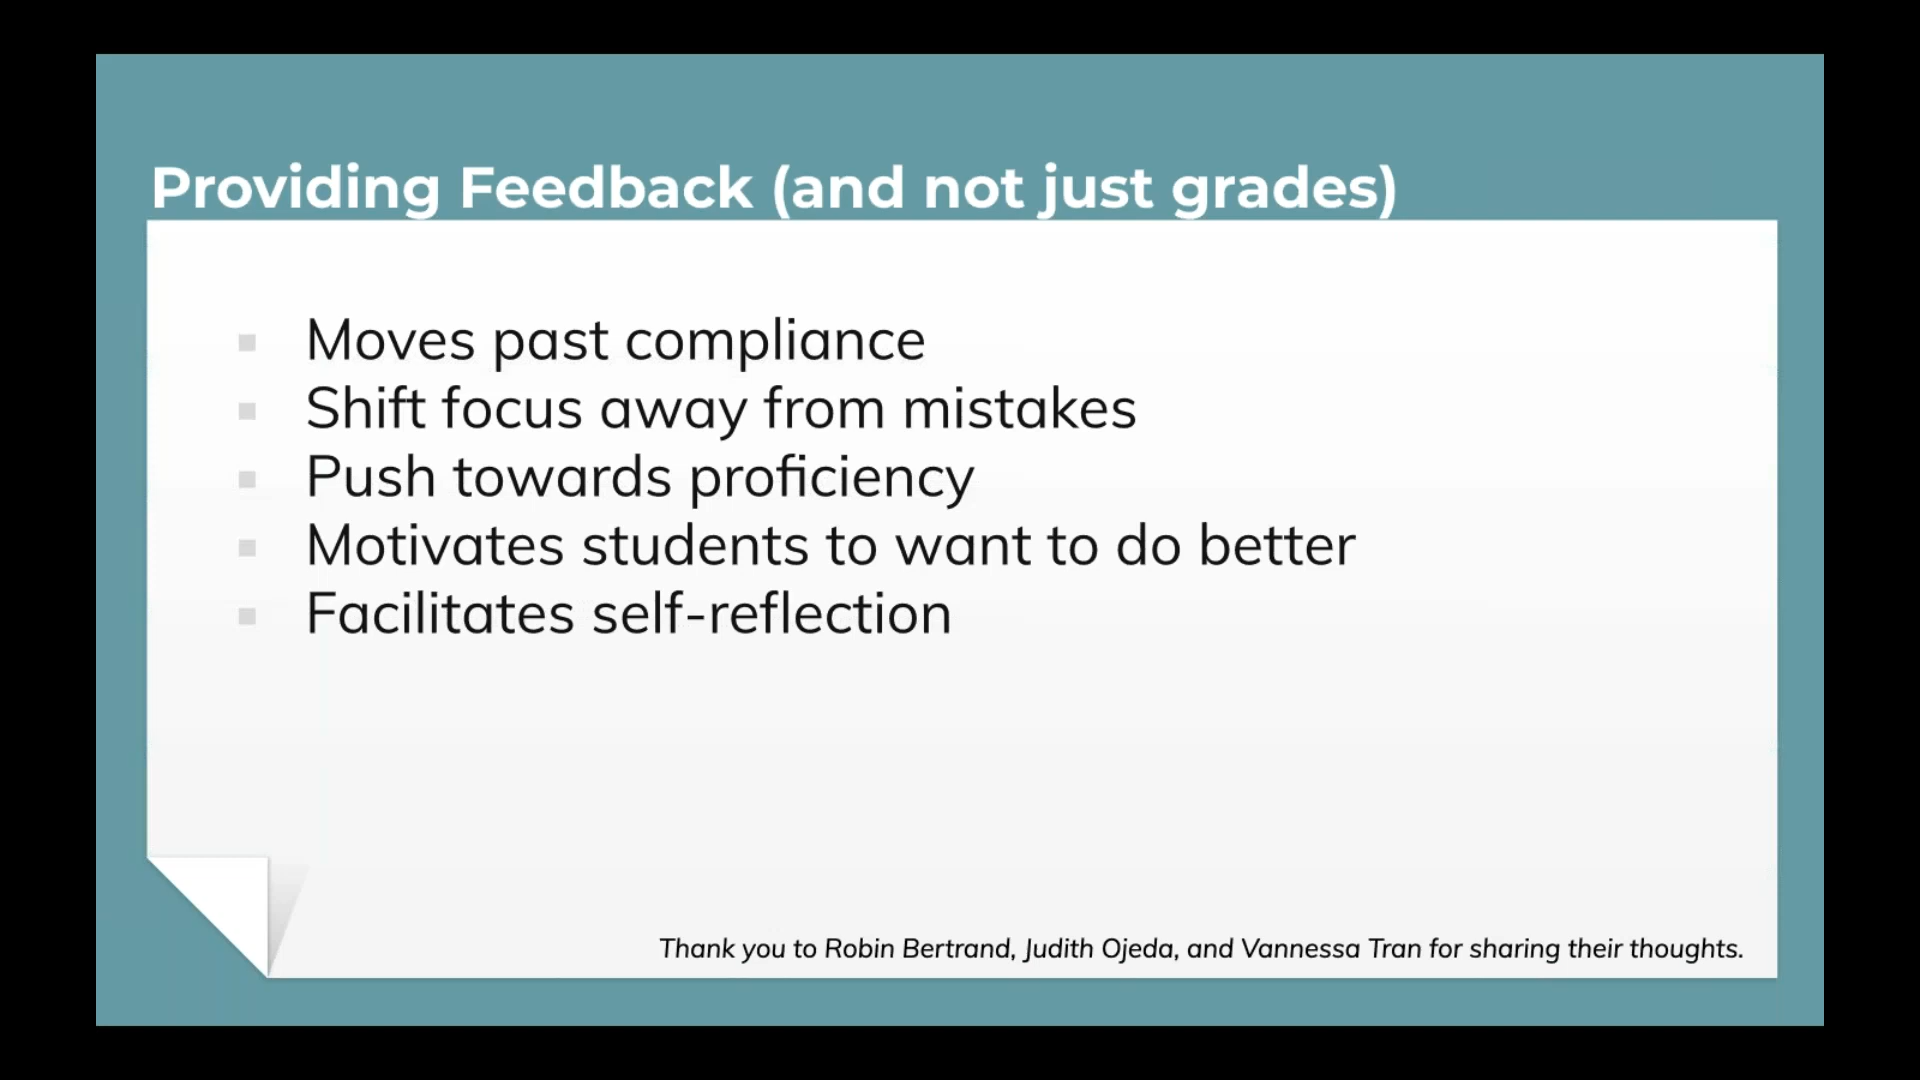 Providing Feedback (and not just grades)
Moves past compliance
Shift focus away from mistakes
Push towards proficiency
Motivates students to want to do better
Facilitates self-reflection
Thank you to Robin Bertrand, Judith Ojeda, and Vannessa Tran for sharing their thoughts.